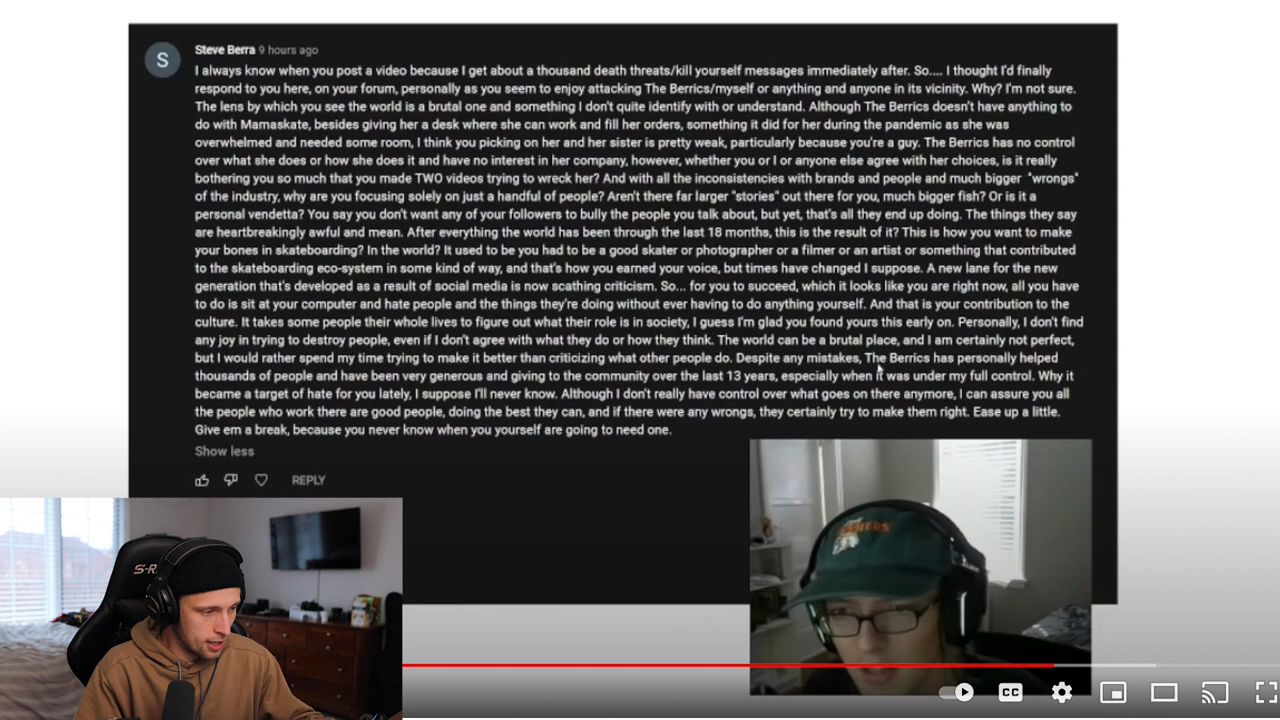 S
Steve Berra 9 hours ago
I always know when you post a video because I get about a thousand death threats/kill yourself messages immediately after. So.... I thought I'd finally
respond to you here, on your forum, personally as you seem to enjoy attacking The Berrics/myself or anything and anyone in its vicinity. Why? I'm not sure.
The lens by which you see the world is a brutal one and something I don't quite identify with or understand. Although The Berrics doesn't have anything to
do with Mamaskate, besides giving her a desk where she can work and fill her orders, something it did for her during the pandemic as she was
overwhelmed and needed some room, I think you picking on her and her sister is pretty weak, particularly because you're a guy. The Berrics has no control
over what she does or how she does it and have no interest in her company, however, whether you or I or anyone else agree with her choices, is it really
bothering you so much that you made TWO videos trying to wreck her? And with all the inconsistencies with brands and people and much bigger "wrongs"
of the industry, why are you focusing solely on just a handful of people? Aren't there far larger "stories" out there for you, much bigger fish? Or is it a
personal vendetta? You say you don't want any of your followers to bully the people you talk about, but yet, that's all they end up doing. The things they say
are heartbreakingly awful and mean. After everything the world has been through the last 18 months, this is the result of it? This is how you want to make
your bones in skateboarding? In the world? It used to be you had to be a good skater or photographer or a filmer or an artist or something that contributed
to the skateboarding eco-system in some kind of way, and that's how you earned your voice, but times have changed I suppose. A new lane for the new
generation that's developed as a result of social media is now scathing criticism. So... for you to succeed, which it looks like you are right now, all you have
to do is sit at your computer and hate people and the things they're doing without ever having to do anything yourself. And that is your contribution to the
culture. It takes some people their whole lives to figure out what their role is in society, I guess I'm glad you found yours this early on. Personally, I don't find
any joy in trying to destroy people, even if I don't agree with what they do or how they think. The world can be a brutal place, and I am certainly not perfect,
but I would rather spend my time trying to make it better than criticizing what other people do. Despite any mistakes, The Berrics has personally helped
thousands of people and have been very generous and giving to the community over the last 13 years, especially when it was under my full control. Why it
became a target of hate for you lately, I suppose I'll never know. Although I don't really have control over what goes on there anymore, I can assure you all
the people who work there are good people, doing the best they can, and if there were any wrongs, they certainly try to make them right. Ease up a little.
Give em a break, because you never know when you yourself are going to need one.
Show less
REPLY
S-R
CC